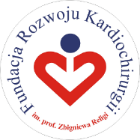 Fundacja Rozwoju Kardiochirurgii
im. prof. Zbigniewa Religi